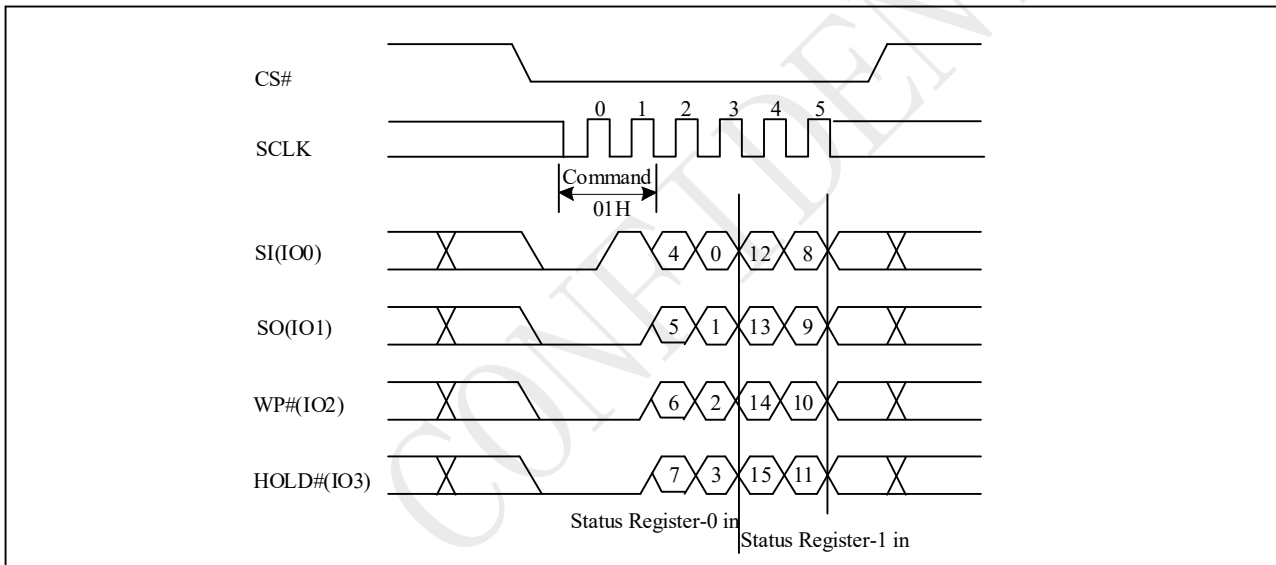 CS#
0 1 2 3 4 5
SCLK
Command
01H
SI(IO0) 4 0 12 8
SO(IO1) 5 1 13 9
WP#(IO2) 6 2 14 10
HOLD#(IO3) 7 3 15 11
Status Register-0 in
Status Register-1 in